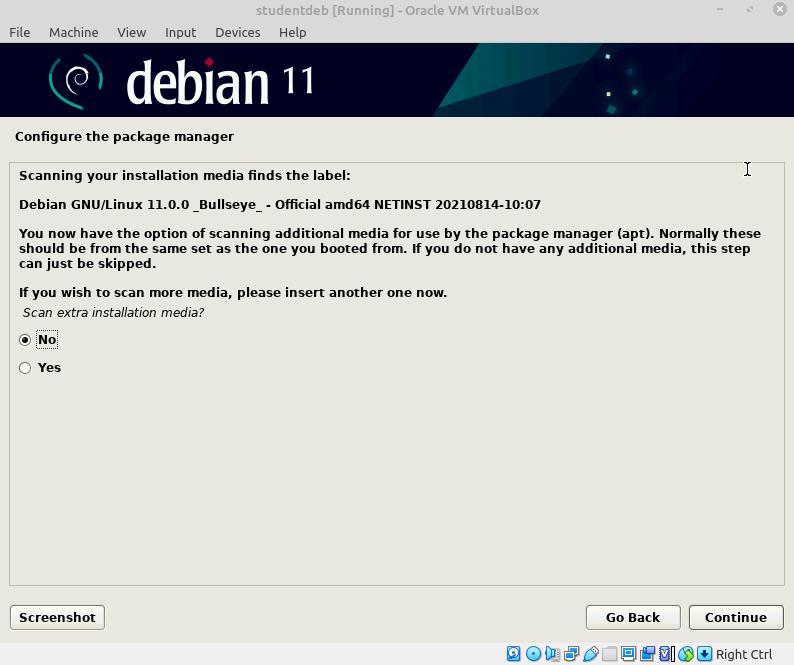 studentdeb [Running] - Oracle VM VirtualBox
File Machine View Input Devices Help
debian 11
Configure the package manager
Scanning your installation media finds the label:
Debian GNU/Linux 11.0.0 _Bullseye_ - Official amd64 NETINST 20210814-10:07
You now have the option of scanning additional media for use by the package manager (apt). Normally these
should be from the same set as the one you booted from. If you do not have any additional media, this step
can just be skipped.
If you wish to scan more media, please insert another one now.
Scan extra installation media?
No
Yes
Screenshot Go Back Continue
Right Ctrl